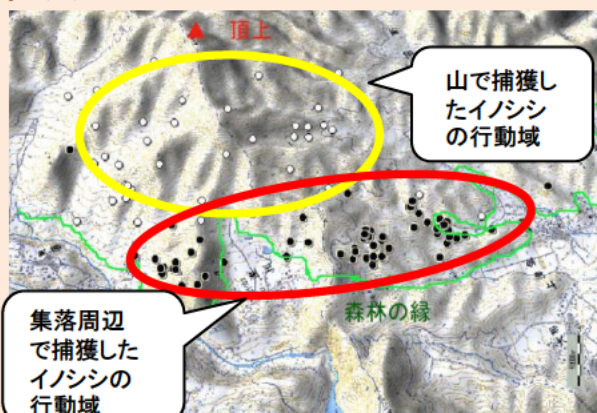 頂上
山で捕獲し
たイノシシ
の行動域
森林の縁
集落周辺
で捕獲した
イノシシの
行動域